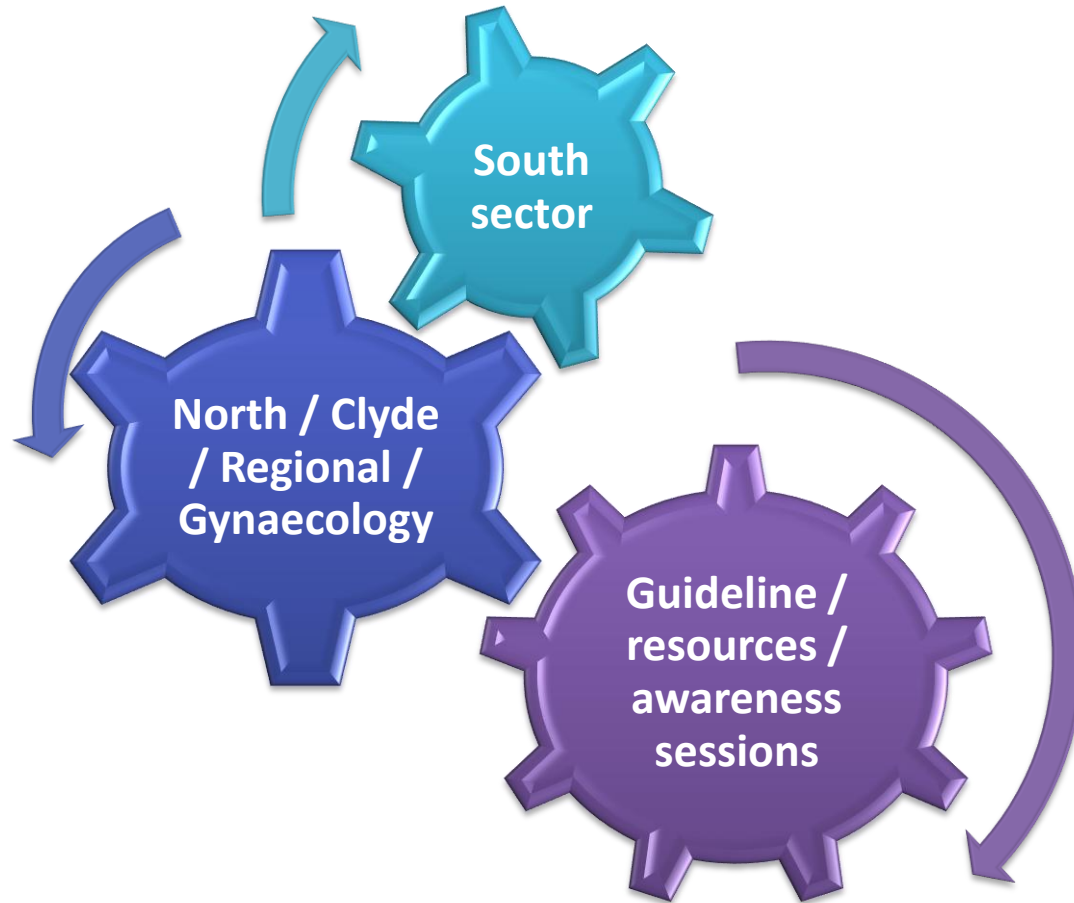 South
sector
North / Clyde
/ Regional /
Gynaecology
Guideline /
resources /
awareness
sessions